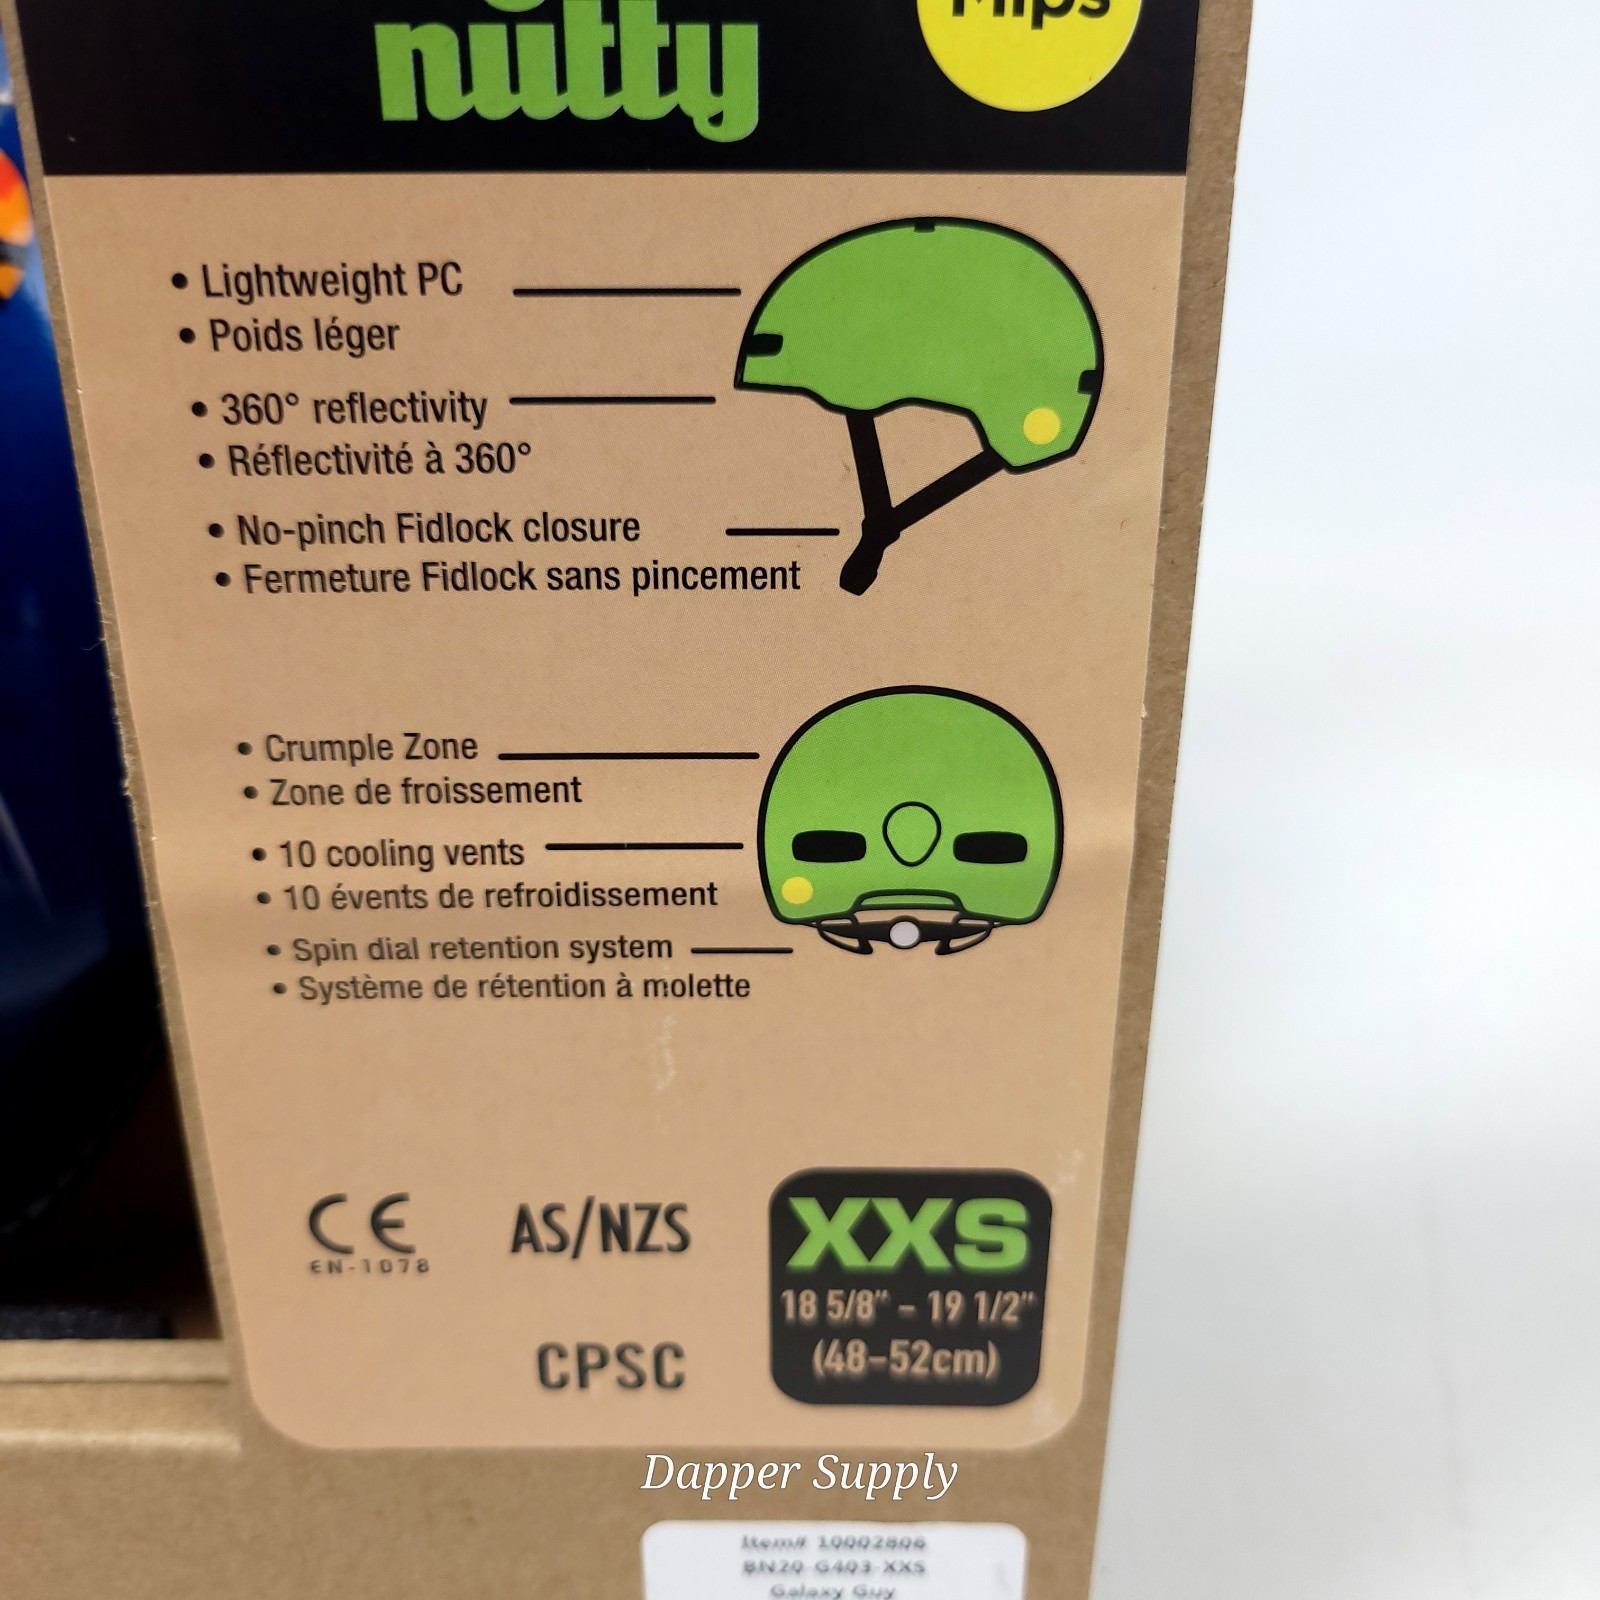 nutty
Mips
• Lightweight PC
• Poids léger
• 360° reflectivity
• Réflectivité à 360°
• No-pinch Fidlock closure
• Fermeture Fidlock sans pincement
• Crumple Zone
• Zone de froissement
• 10 cooling vents
• 10 évents de refroidissement
• Spin dial retention system
• Système de rétention à molette
CE AS/NZS
EN-1078
CPSC
XXS
18 5/8" - 19 1/2"
(48-52cm)
Dapper Supply
Item# 10002806
BN20-G403-XXS
Galaxy Guy